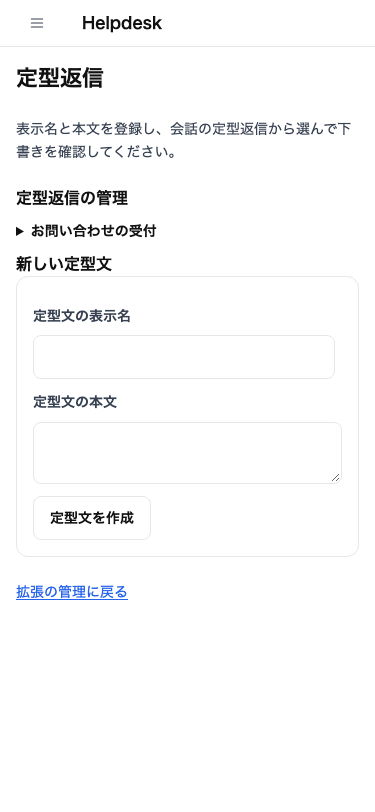 Helpdesk
定型返信
表示名と本文を登録し、会話の定型返信から選んで下
書きを確認してください。
定型返信の管理
お問い合わせの受付
新しい定型文
定型文の表示名
定型文の本文
定型文を作成
拡張の管理に戻る